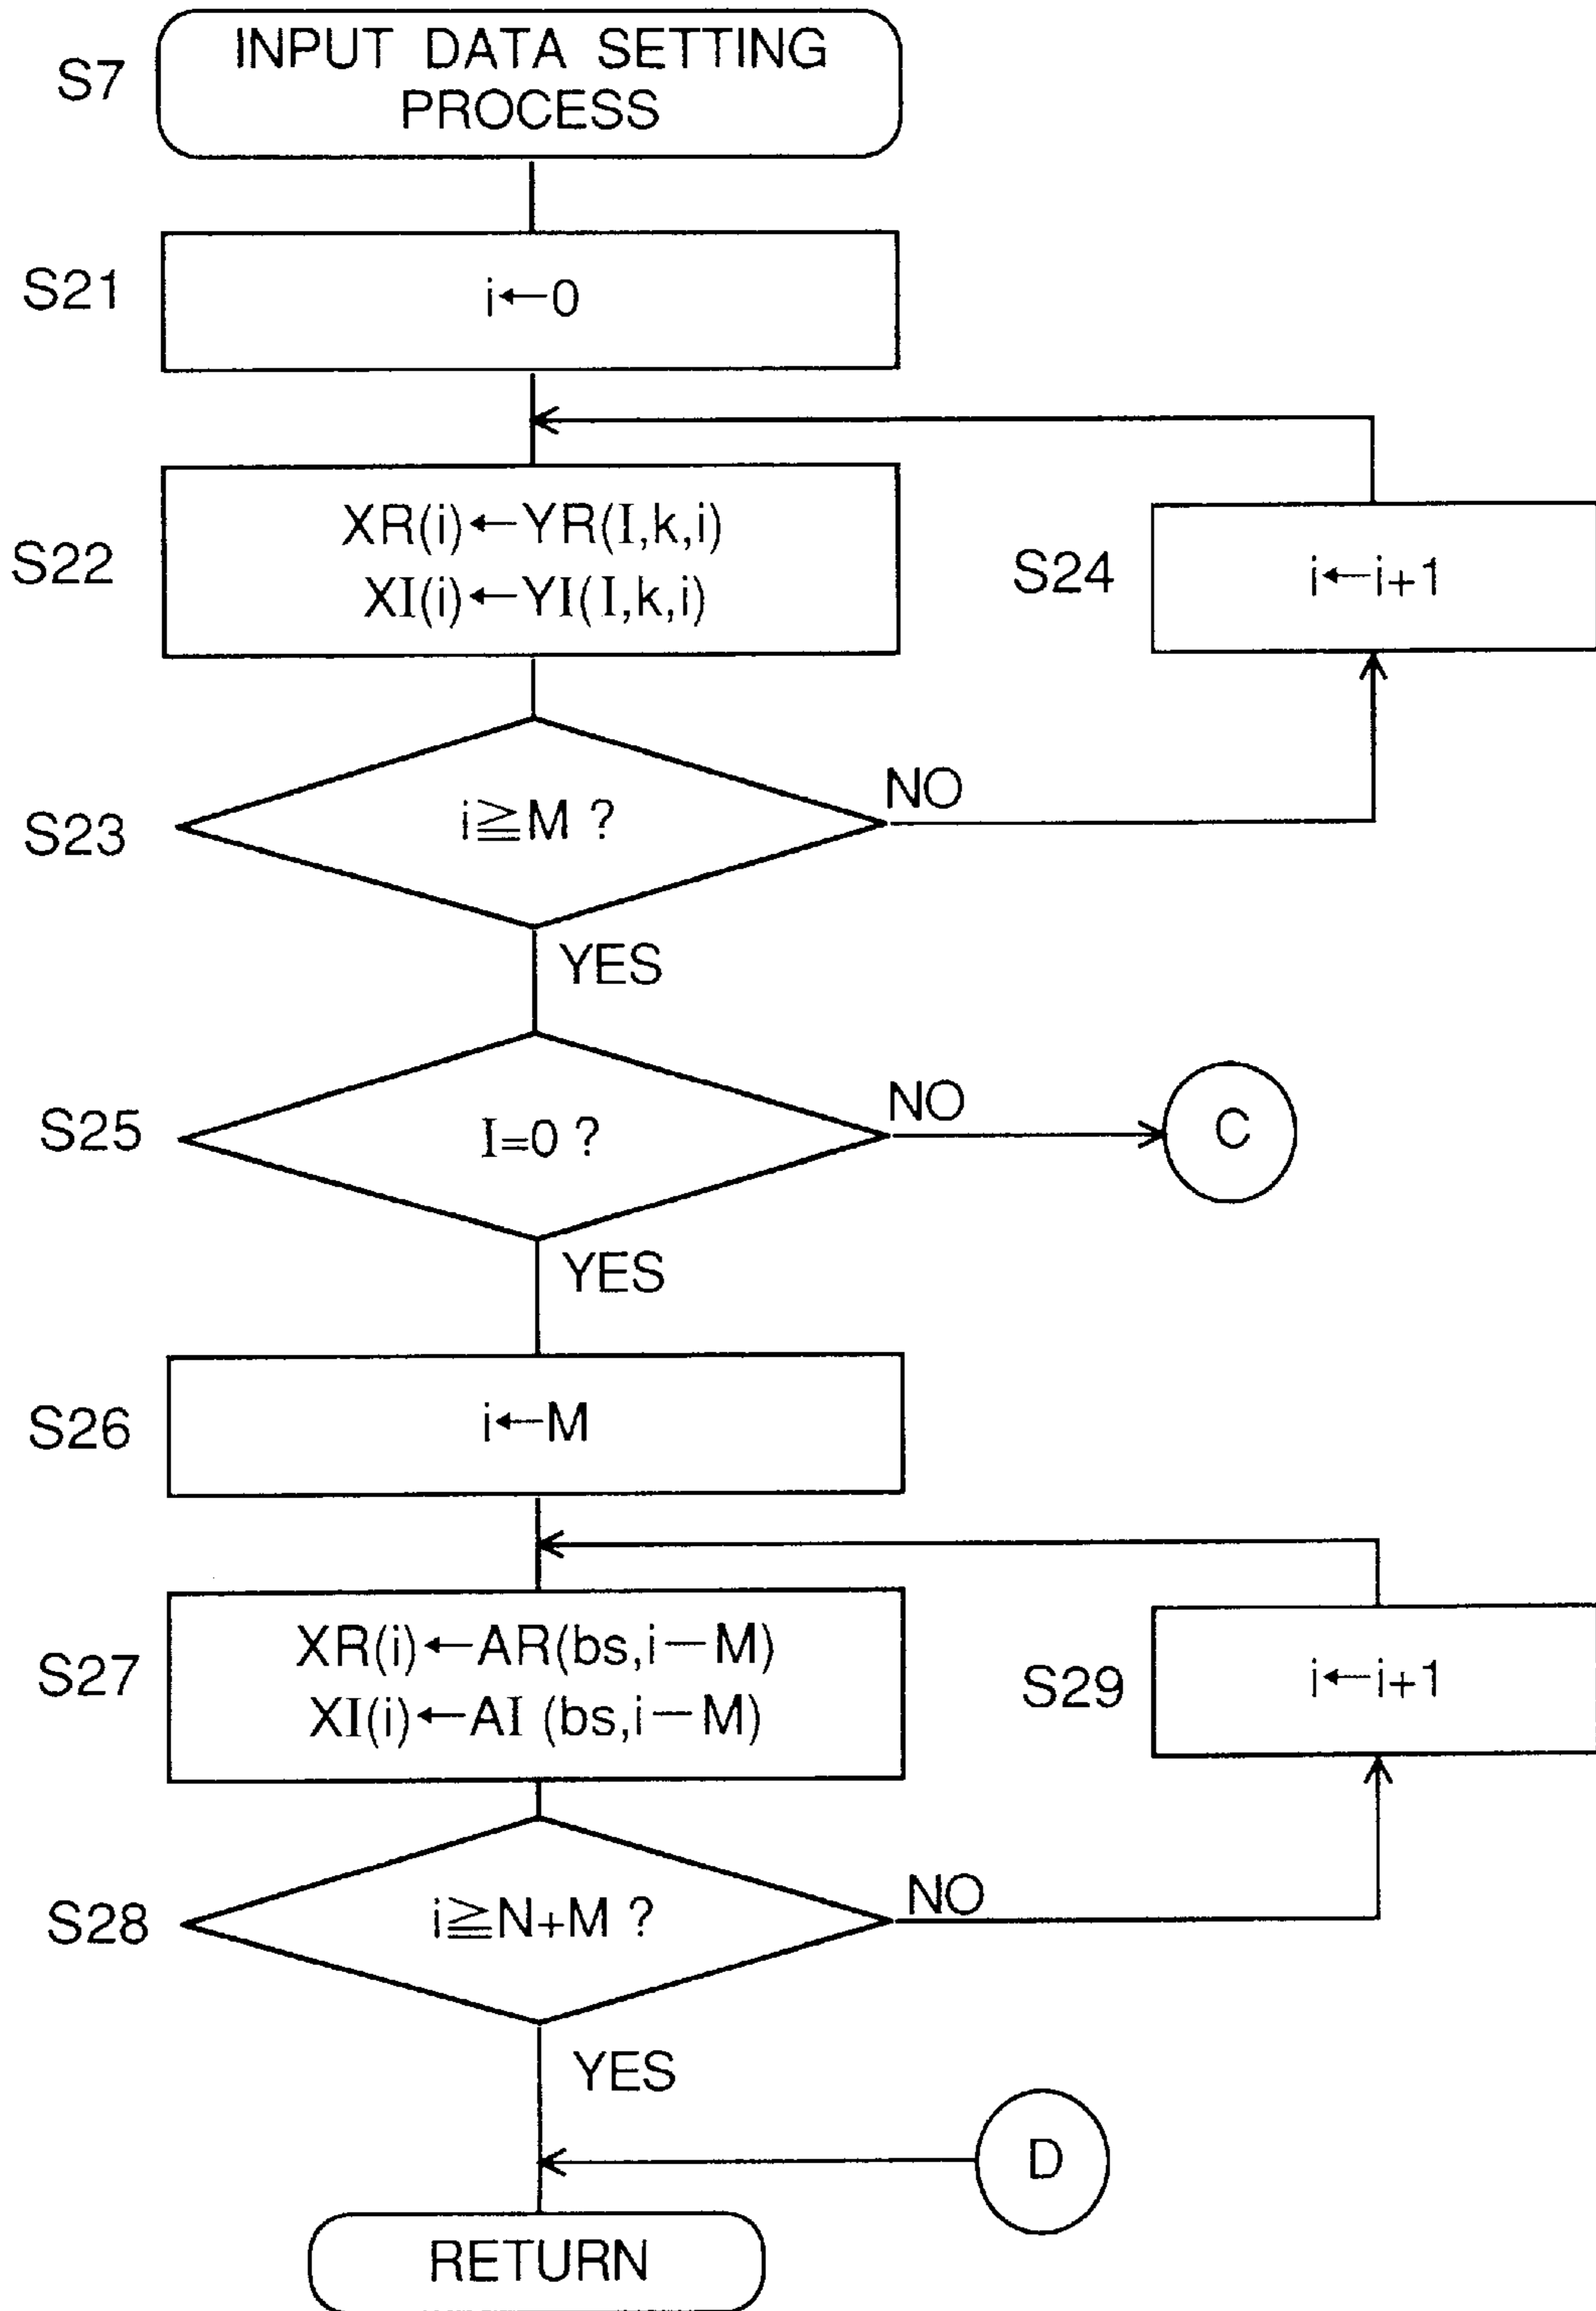 S7
INPUT DATA SETTING
PROCESS
S21
i←0
S22
XR(i)←YR(I,k,i)
XI(i)←YI(I,k,i)
S24
i←i+1
S23
i≧M ?
NO
YES
S25
I=0 ?
NO
C
YES
S26
i←M
S27
XR(i)←AR(bs,i−M)
XI(i)←AI (bs,i−M)
S29
i←i+1
S28
i≧N+M ?
NO
YES
D
RETURN